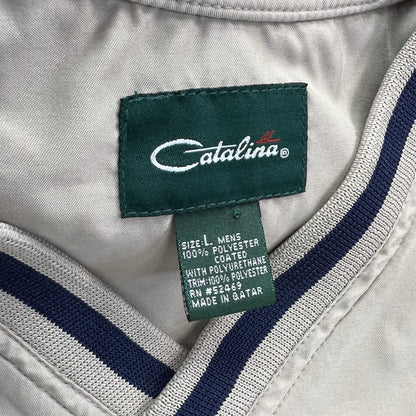 Catalina®
SIZE: L MENS
100% POLYESTER
COATED
WITH POLYURETHANE
TRIM:100% POLYESTER
RN #52469
MADE IN QATAR